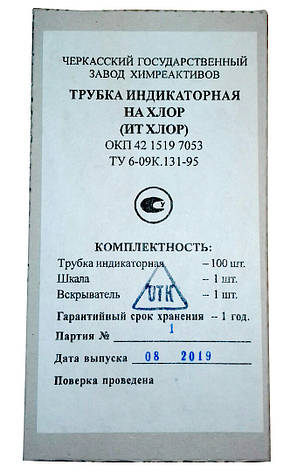 ЧЕРКАССКИЙ ГОСУДАРСТВЕННЫЙ
ЗАВОД ХИМРЕАКТИВОВ
ТРУБКА ИНДИКАТОРНАЯ
НА ХЛОР
(ИТ ХЛОР)
ОКП 42 1519 7053
ТУ 6-09К.131-95
КОМПЛЕКТНОСТЬ:
Трубка индикаторная – 100 шт.
Шкала – 1 шт.
Вскрыватель – 1 шт.
ОТК
Гарантийный срок хранения -- 1 год.
Партия № 1
Дата выпуска 08 2019
Поверка проведена